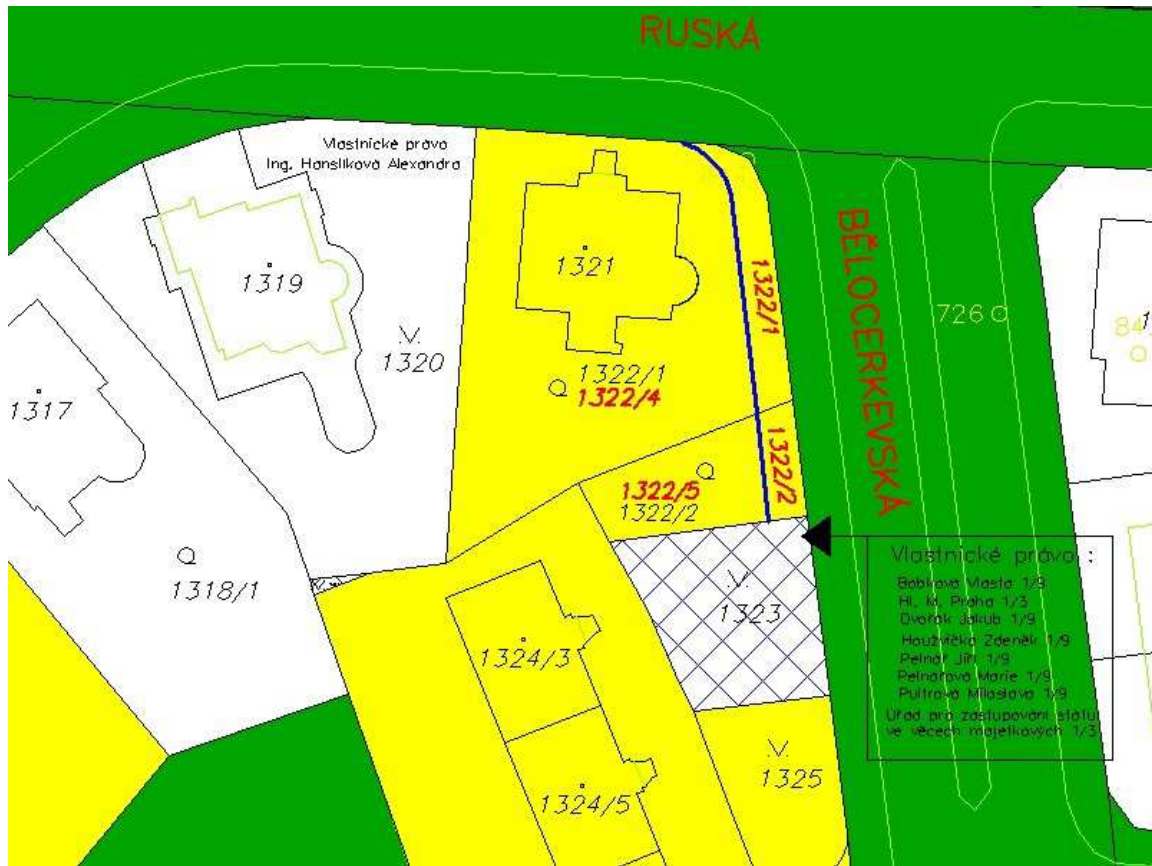 RUSKÁ
Vlastnické právo
Ing. Hanslíková Alexandra
BĚLOCERKEVSKÁ
1321
1319
1322/1
726
84
1320
1322/1
1322/4
1317
1322/2
1322/5
1322/2
1318/1
1323
1324/3
1325
1324/5
Vlastnické právo :
Bobková Vlasta 1/9
Hl. M. Praha 1/3
Dvořák Jakub 1/9
Houžvička Zdeněk 1/9
Pelnář Jiří 1/9
Pelnářová Marie 1/9
Pultrová Miloslava 1/9
Úřad pro zastupování státu
ve věcech majetkových 1/3